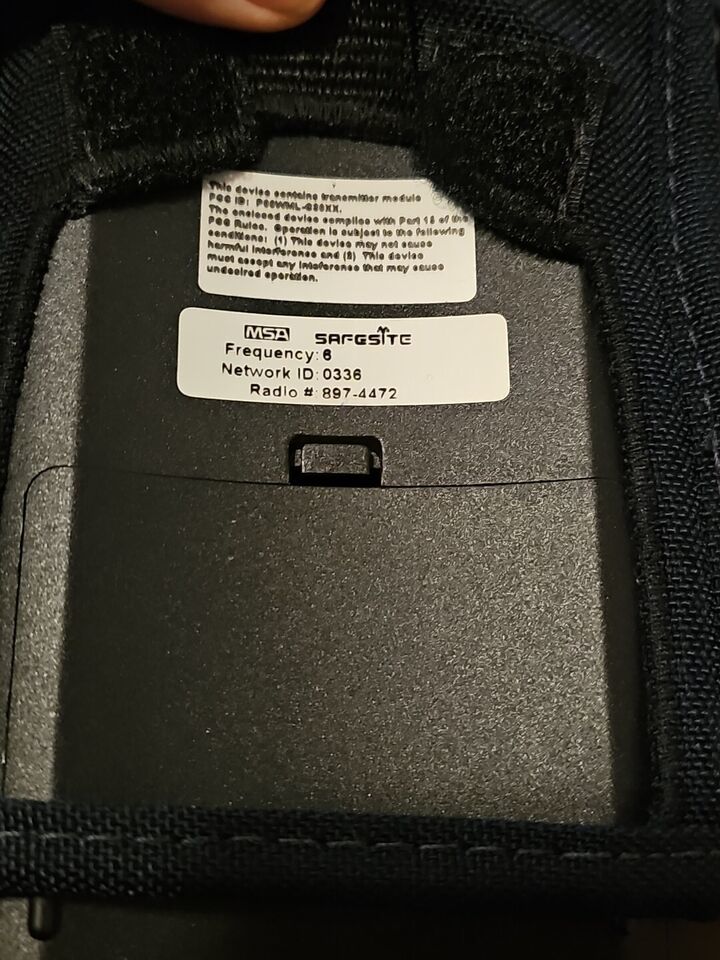 This device contains transmitter module
The enclosed device complies with Part 15 of the
FCC Rules. Operation is subject to the following
conditions: (1) This device may not cause
harmful interference and (2) This device
must accept any interference that may cause
undesired operation.
MSA SAFESITE
Frequency: 6
Network ID: 0336
Radio #: 897-4472